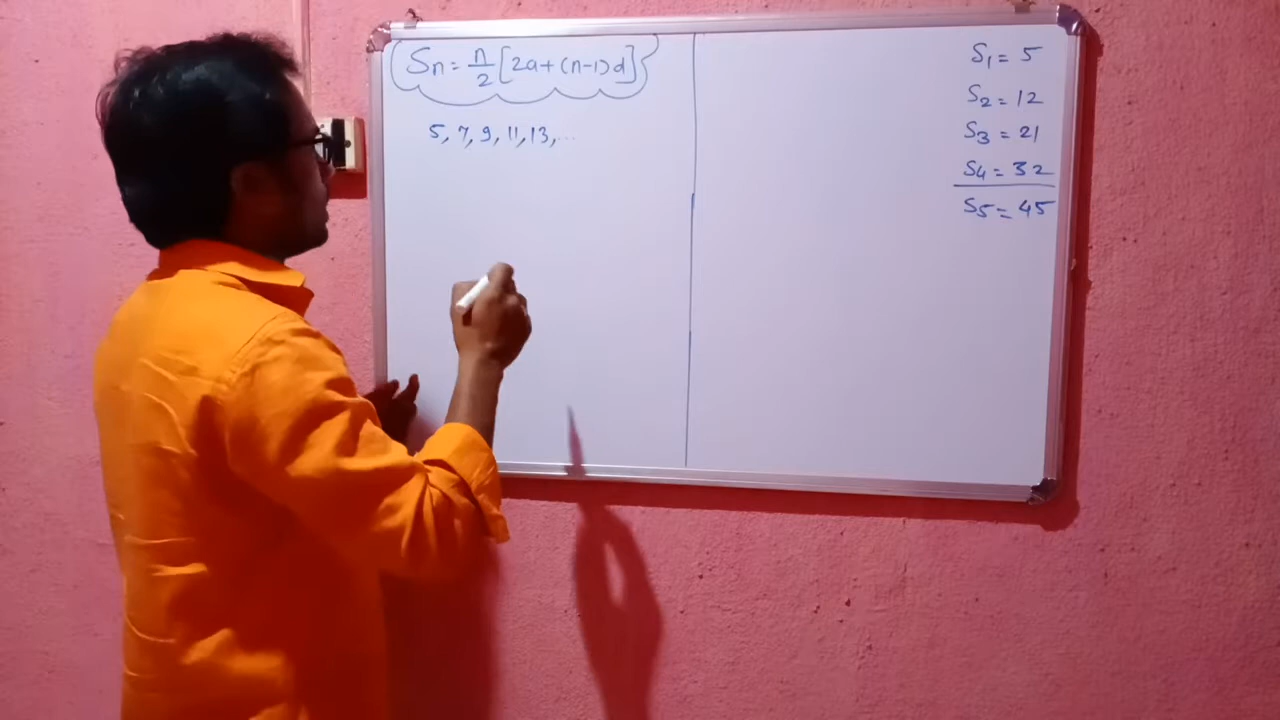 Sn = n/2 [2a+(n-1)d]
5, 7, 9, 11, 13, ...
S1 = 5
S2 = 12
S3 = 21
S4 = 32
S5 = 45